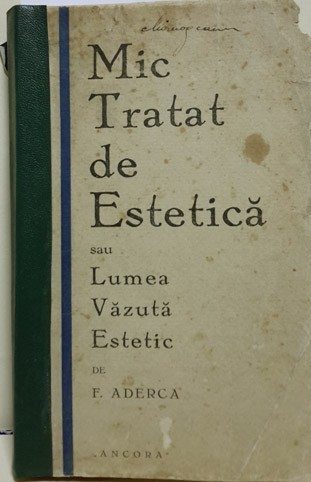 Mic
Tratat
de
Estetică
sau
Lumea
Văzută
Estetic
DE
F. ADERCA
„ANCORA"